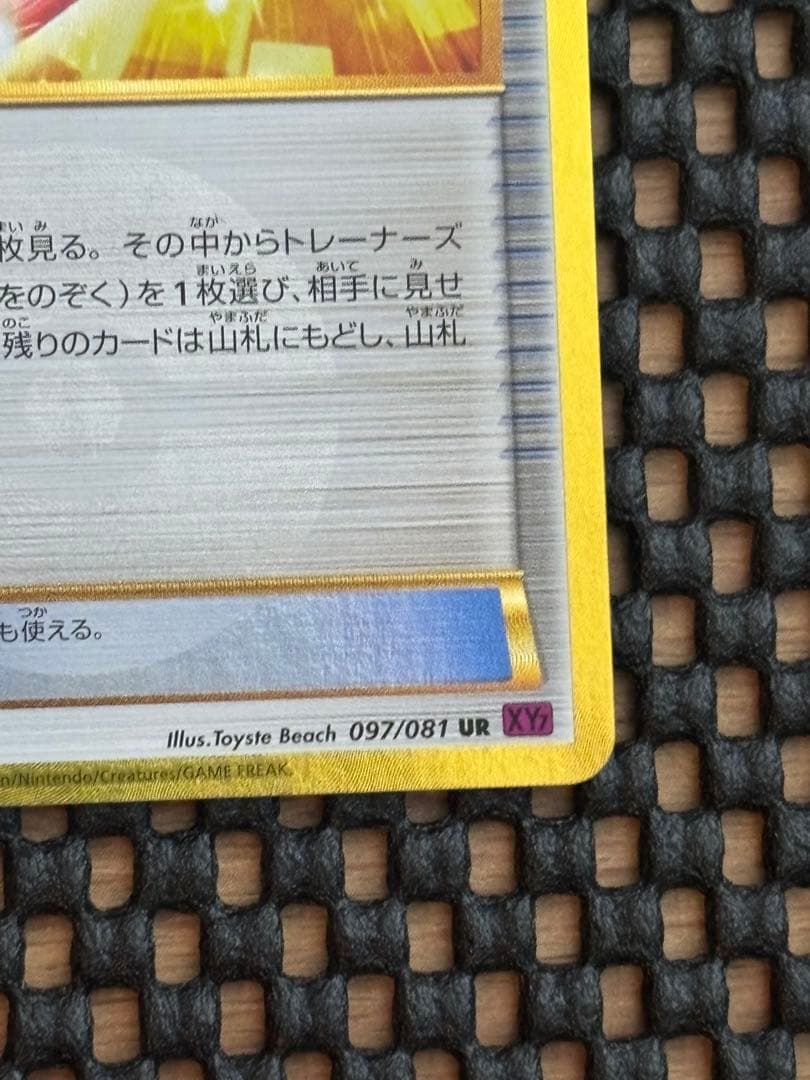 枚見る。その中からトレーナーズ
をのぞく)を1枚選び、相手に見せ
残りのカードは山札にもどし、山札
も使える。
Illus.Toyste Beach 097/081 UR XY7
n/Nintendo/Creatures/GAME FREAK.